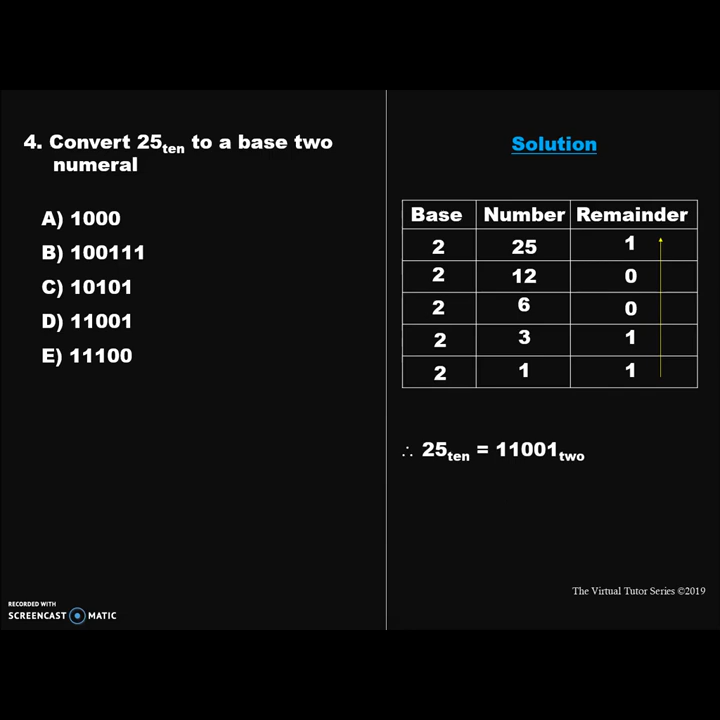 4. Convert 25ten to a base two
numeral
A) 1000
B) 100111
C) 10101
D) 11001
E) 11100
Solution
Base Number Remainder
2 25 1
2 12 0
2 6 0
2 3 1
2 1 1
∴ 25ten = 11001two
The Virtual Tutor Series ©2019
RECORDED WITH
SCREENCAST MATIC